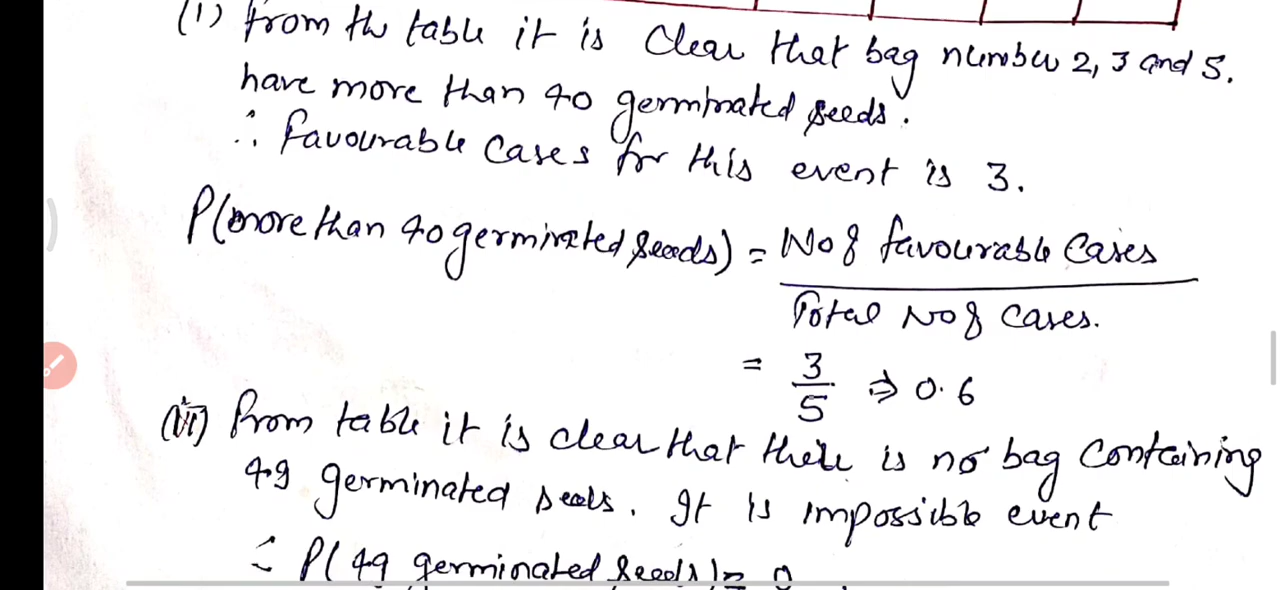 (i) From the table it is clear that bag number 2, 3 and 5.
have more than 40 germinated seeds.
∴ favourable cases for this event is 3.
P(more than 40 germinated seeds) = No of favourable cases
Total No of cases.
= 3/5 ⇒ 0.6
(iii) From table it is clear that there is no bag containing
49 germinated seeds. It is impossible event
∴ P(49 germinated seeds) = 0